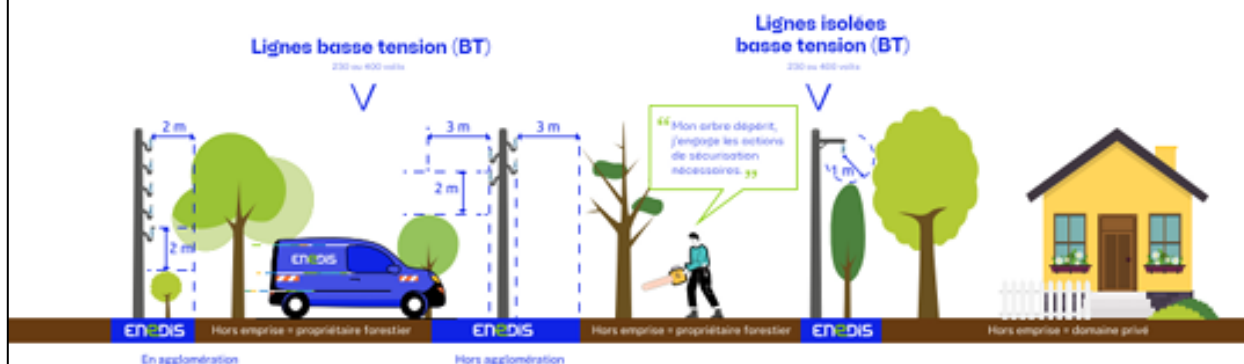 Lignes basse tension (BT)
230 ou 400 volts
Lignes isolées
basse tension (BT)
230 ou 400 volts
2 m
2 m
3 m
3 m
2 m
“ Mon arbre dépérit,
j'engage les actions
de sécurisation
nécessaires. ”
1 m
ENEDIS
ENEDIS
Hors emprise = propriétaire forestier
ENEDIS
Hors emprise = propriétaire forestier
ENEDIS
Hors emprise = domaine privé
En agglomération
Hors agglomération